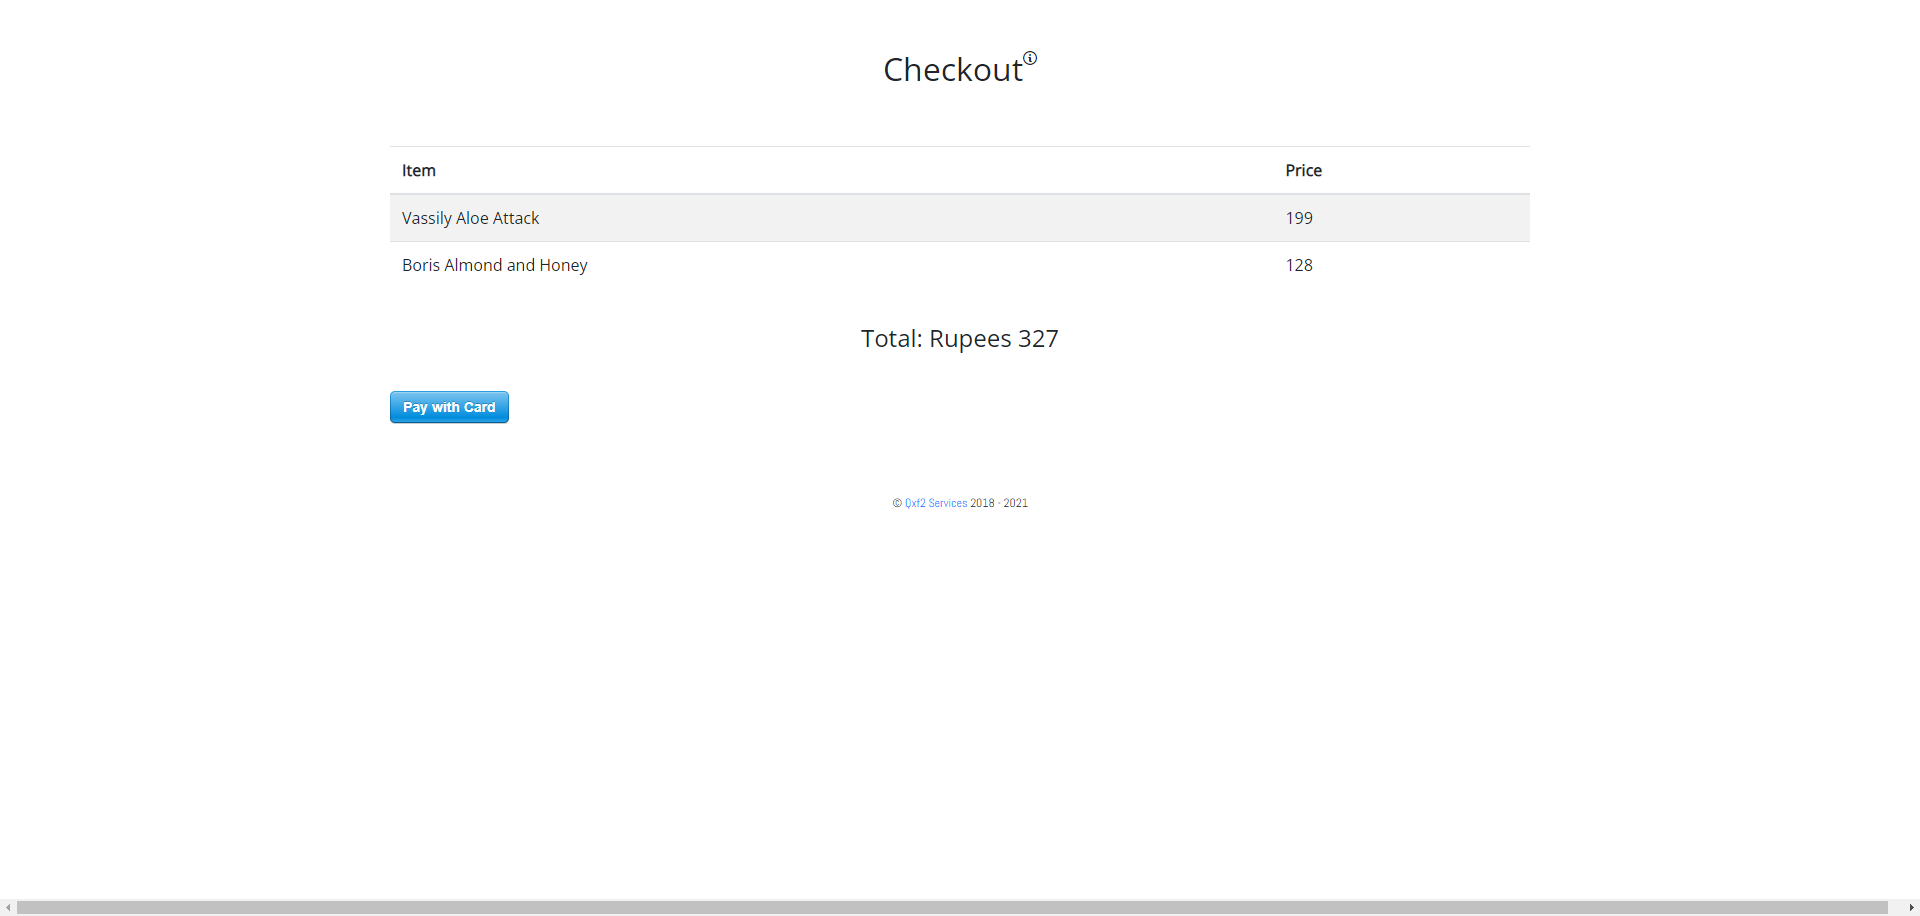 Checkout
Item Price
Vassily Aloe Attack 199
Boris Almond and Honey 128
Total: Rupees 327
Pay with Card
© Qxf2 Services 2018 - 2021